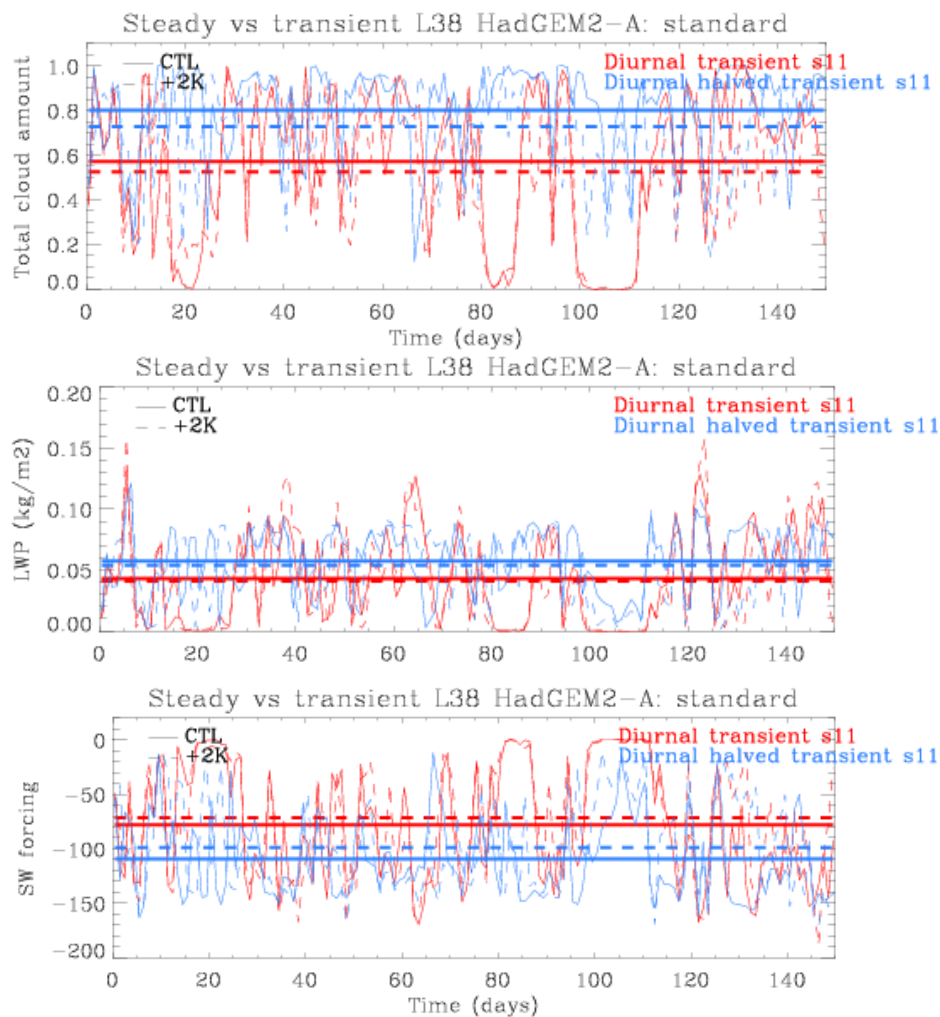 Steady vs transient L38 HadGEM2-A: standard
CTL
+2K
Diurnal transient s11
Diurnal halved transient s11
Total cloud amount
1.0
0.8
0.6
0.4
0.2
0.0
0 20 40 60 80 100 120 140
Time (days)
Steady vs transient L38 HadGEM2-A: standard
CTL
+2K
Diurnal transient s11
Diurnal halved transient s11
LWP (kg/m2)
0.20
0.15
0.10
0.05
0.00
0 20 40 60 80 100 120 140
Steady vs transient L38 HadGEM2-A: standard
CTL
+2K
Diurnal transient s11
Diurnal halved transient s11
SW forcing
0
-50
-100
-150
-200
0 20 40 60 80 100 120 140
Time (days)